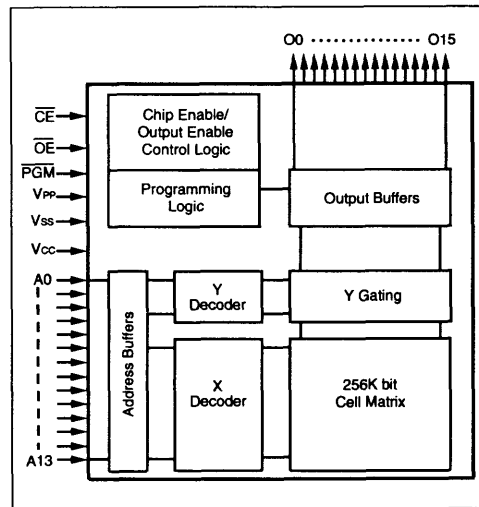 O0 ............... O15
CE
OE
PGM
VPP
VSS
VCC
A0
A13
Chip Enable/
Output Enable
Control Logic
Programming
Logic
Output Buffers
Address Buffers
Y
Decoder
Y Gating
X
Decoder
256K bit
Cell Matrix